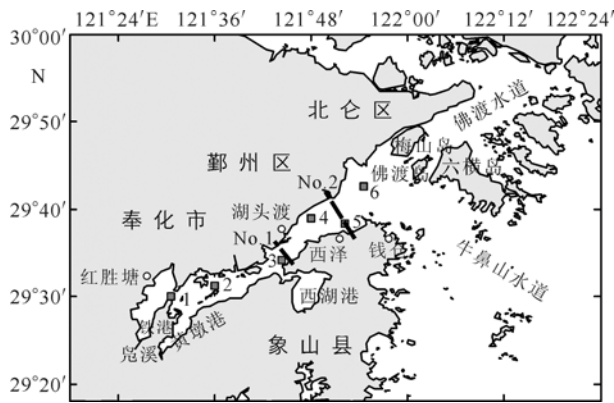 121°24′E 121°36′ 121°48′ 122°00′ 122°12′ 122°24′
30°00′
N
29°50′
29°40′
29°30′
29°20′
北仑区
佛渡水道
梅山岛
鄞州区
佛渡岛
六横岛
No.2
6
奉化市
湖头渡
4
5
No.1
西泽
钱仓
牛鼻山水道
3
红胜塘
2
西湖港
1
铁港
黄墩港
凫溪
象山县